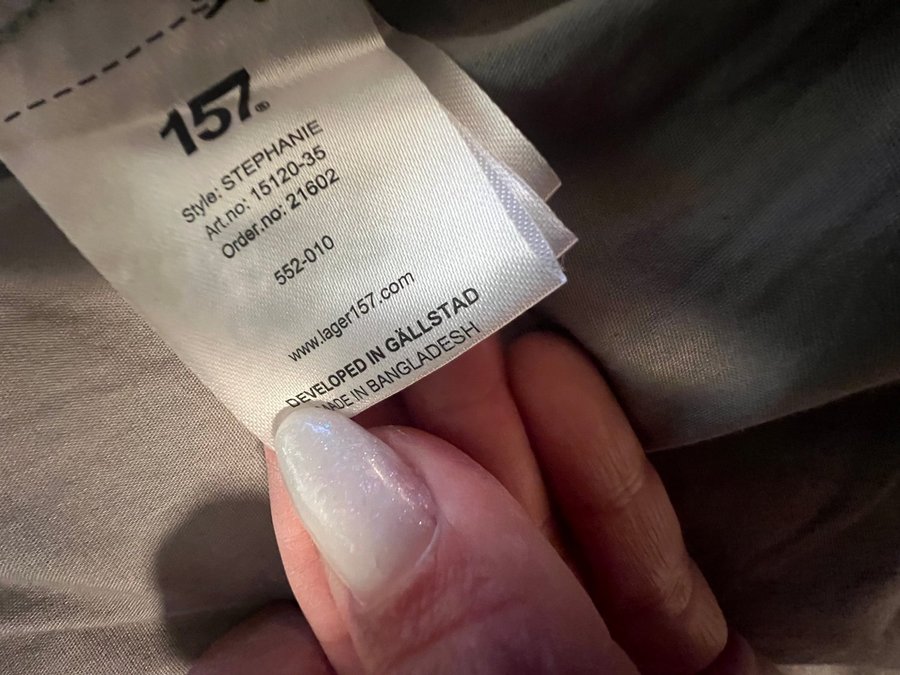 157®
Style: STEPHANIE
Art.no: 15120-35
Order.no: 21602
552-010
www.lager157.com
DEVELOPED IN GÄLLSTAD
MADE IN BANGLADESH